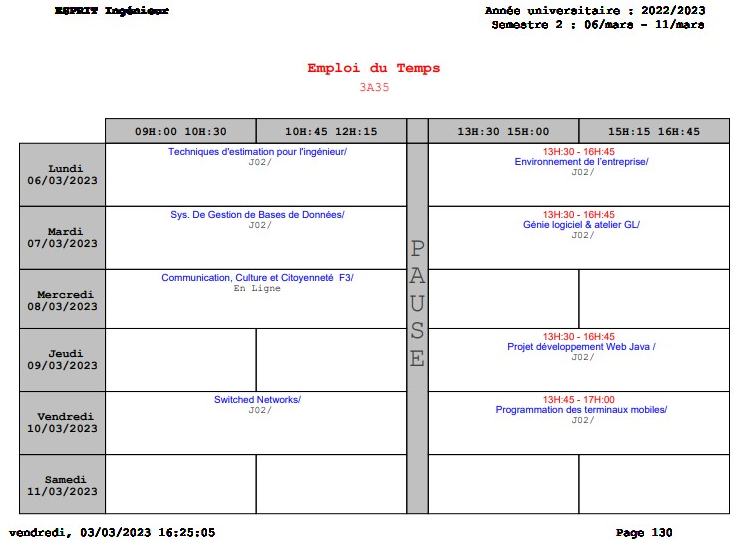 ESPRIT Ingénieur
Année universitaire : 2022/2023
Semestre 2 : 06/mars - 11/mars
Emploi du Temps
3A35
09H:00 10H:30
10H:45 12H:15
13H:30 15H:00
15H:15 16H:45
PAUSE
Lundi
06/03/2023
Techniques d'estimation pour l'ingénieur/
J02/
13H:30 - 16H:45
Environnement de l'entreprise/
J02/
Mardi
07/03/2023
Sys. De Gestion de Bases de Données/
J02/
13H:30 - 16H:45
Génie logiciel & atelier GL/
J02/
Mercredi
08/03/2023
Communication, Culture et Citoyenneté F3/
En Ligne
Jeudi
09/03/2023
13H:30 - 16H:45
Projet développement Web Java /
J02/
Vendredi
10/03/2023
Switched Networks/
J02/
13H:45 - 17H:00
Programmation des terminaux mobiles/
J02/
Samedi
11/03/2023
vendredi, 03/03/2023 16:25:05
Page 130